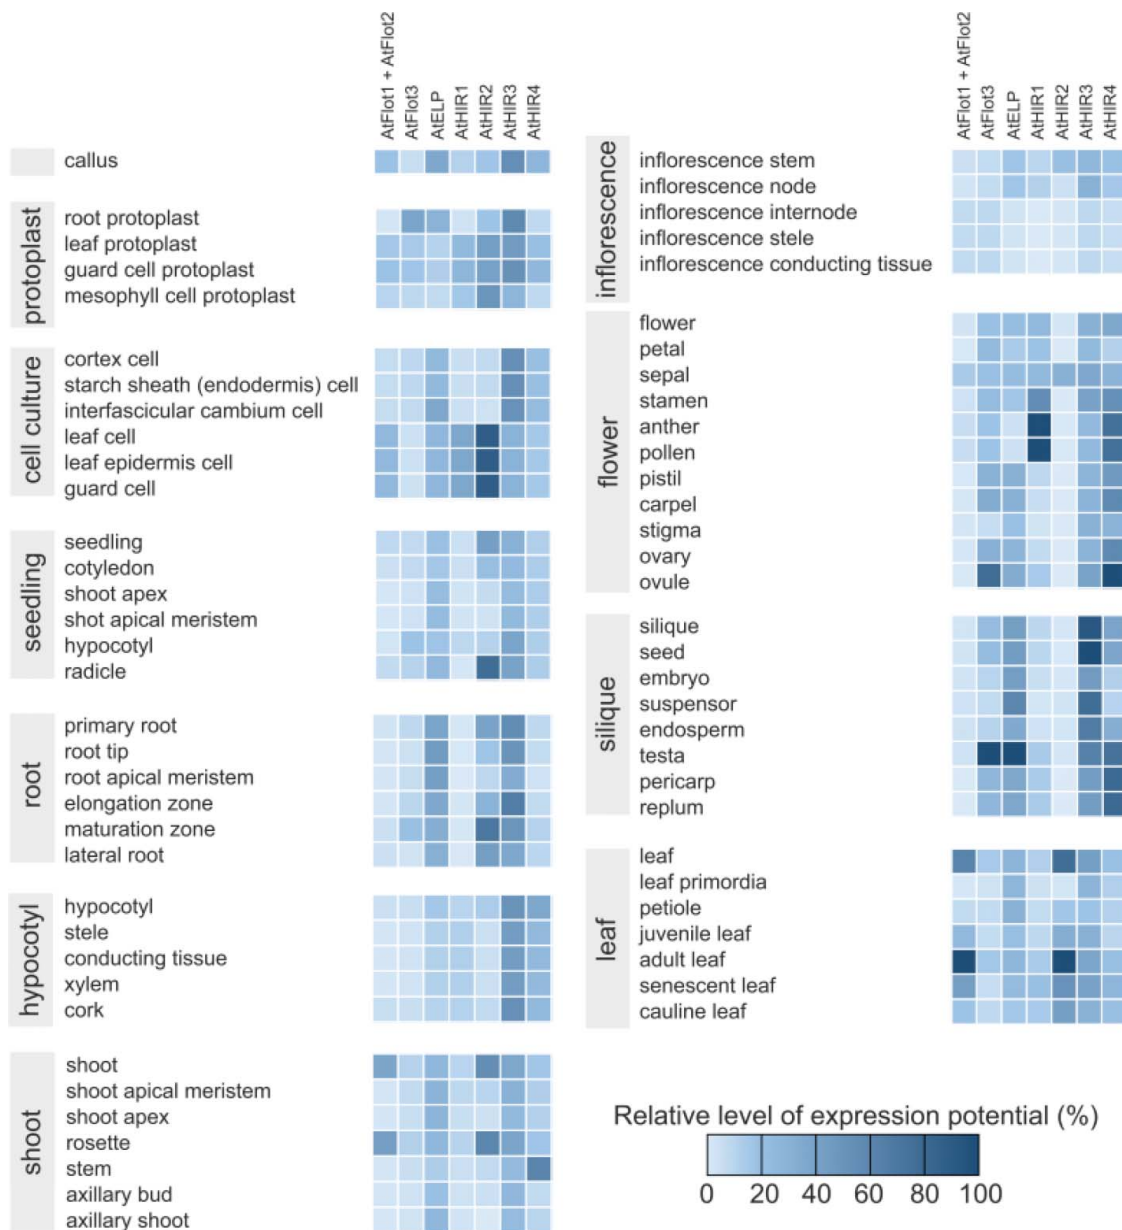 AtFlot1 + AtFlot2
AtFlot3
AtELP
AtHIR1
AtHIR2
AtHIR3
AtHIR4
callus
protoplast
root protoplast
leaf protoplast
guard cell protoplast
mesophyll cell protoplast
cell culture
cortex cell
starch sheath (endodermis) cell
interfascicular cambium cell
leaf cell
leaf epidermis cell
guard cell
seedling
seedling
cotyledon
shoot apex
shot apical meristem
hypocotyl
radicle
root
primary root
root tip
root apical meristem
elongation zone
maturation zone
lateral root
hypocotyl
hypocotyl
stele
conducting tissue
xylem
cork
shoot
shoot
shoot apical meristem
shoot apex
rosette
stem
axillary bud
axillary shoot
AtFlot1 + AtFlot2
AtFlot3
AtELP
AtHIR1
AtHIR2
AtHIR3
AtHIR4
inflorescence
inflorescence stem
inflorescence node
inflorescence internode
inflorescence stele
inflorescence conducting tissue
flower
flower
petal
sepal
stamen
anther
pollen
pistil
carpel
stigma
ovary
ovule
silique
silique
seed
embryo
suspensor
endosperm
testa
pericarp
replum
leaf
leaf
leaf primordia
petiole
juvenile leaf
adult leaf
senescent leaf
cauline leaf
Relative level of expression potential (%)
0 20 40 60 80 100